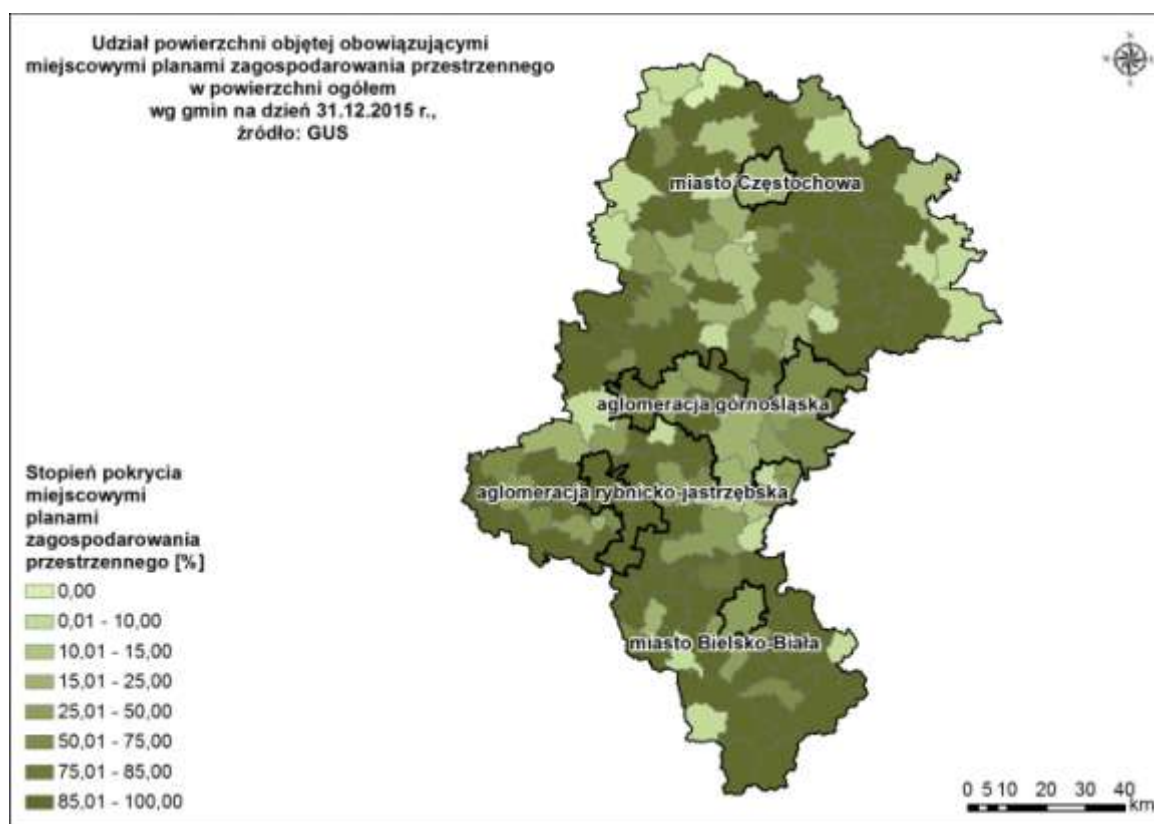 Udział powierzchni objętej obowiązującymi
miejscowymi planami zagospodarowania przestrzennego
w powierzchni ogółem
wg gmin na dzień 31.12.2015 r.,
źródło: GUS
miasto Częstochowa
aglomeracja górnośląska
aglomeracja rybnicko-jastrzębska
miasto Bielsko-Biała
Stopień pokrycia
miejscowymi
planami
zagospodarowania
przestrzennego [%]
0,00
0,01 - 10,00
10,01 - 15,00
15,01 - 25,00
25,01 - 50,00
50,01 - 75,00
75,01 - 85,00
85,01 - 100,00
0 5 10 20 30 40
km